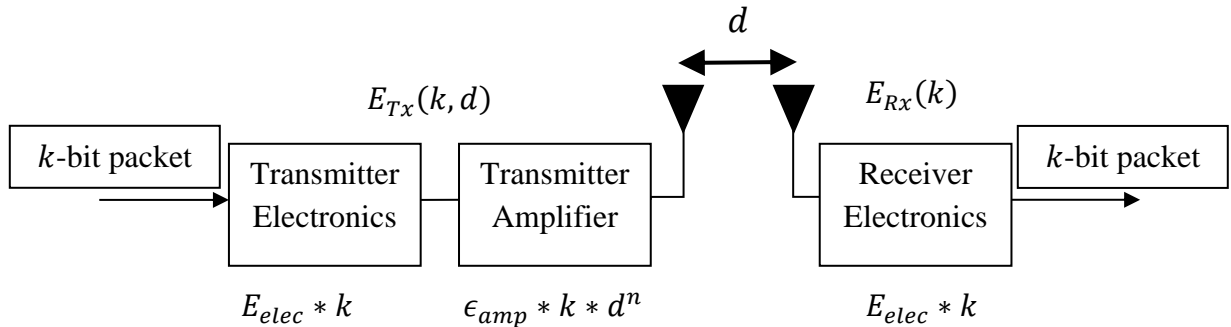 d
E_{Tx}(k, d)
E_{Rx}(k)
k-bit packet
Transmitter
Electronics
Transmitter
Amplifier
Receiver
Electronics
k-bit packet
E_{elec} * k
ϵ_{amp} * k * d^n
E_{elec} * k